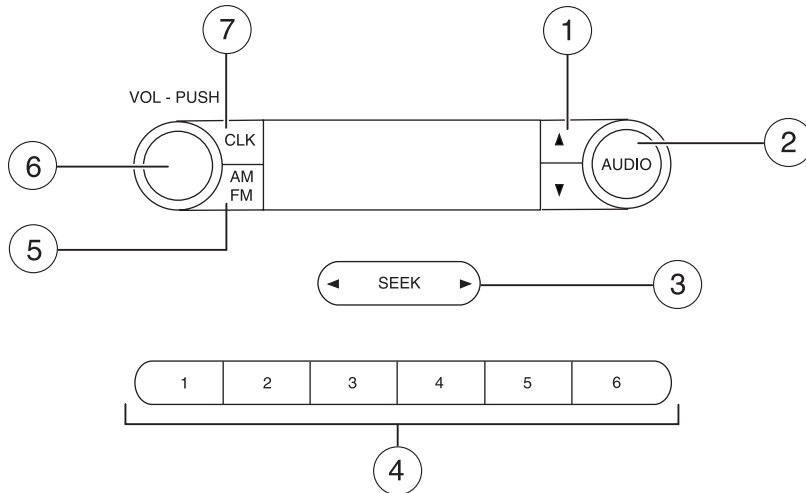 7
1
VOL - PUSH
CLK
▲
2
6
AUDIO
AM
FM
▼
5
◄ SEEK ►
3
1 2 3 4 5 6
4